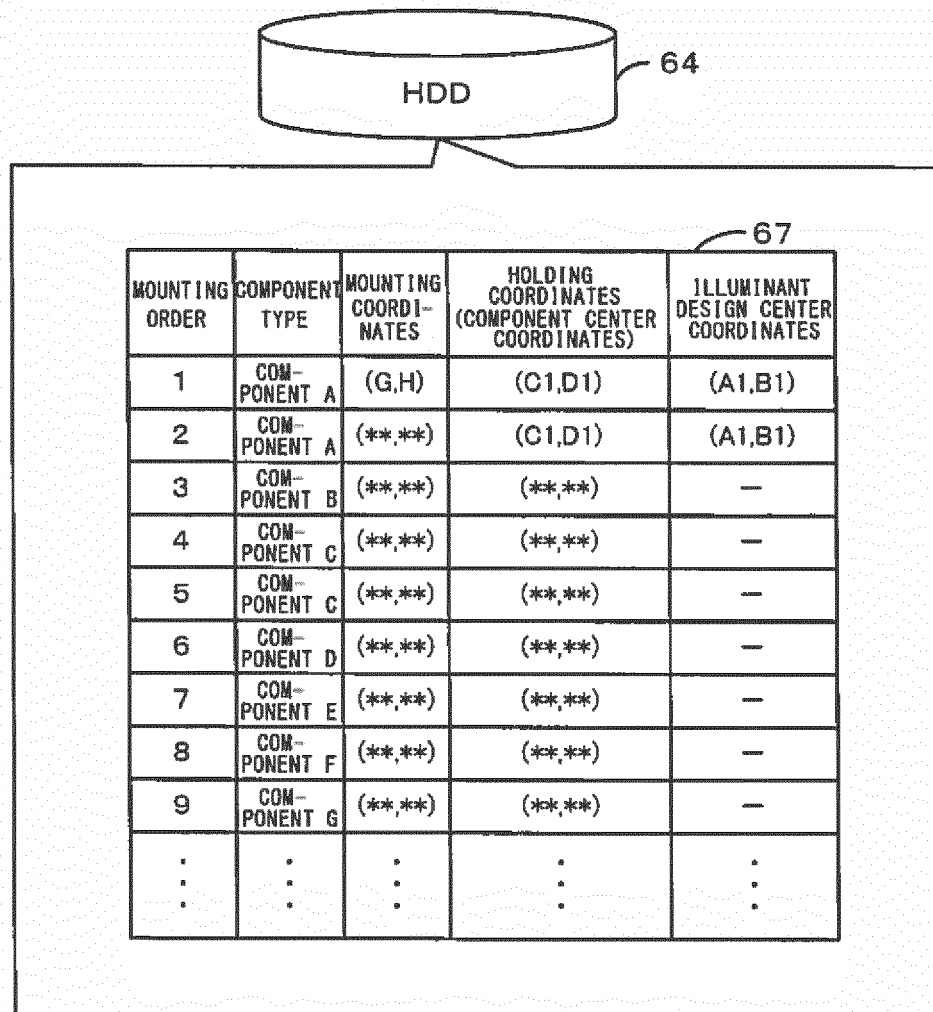 HDD
64
67
MOUNTING ORDER | COMPONENT TYPE | MOUNTING COORDI-NATES | HOLDING COORDINATES (COMPONENT CENTER COORDINATES) | ILLUMINANT DESIGN CENTER COORDINATES
1 | COM-PONENT A | (G,H) | (C1,D1) | (A1,B1)
2 | COM-PONENT A | (**,**) | (C1,D1) | (A1,B1)
3 | COM-PONENT B | (**,**) | (**,**) | —
4 | COM-PONENT C | (**,**) | (**,**) | —
5 | COM-PONENT C | (**,**) | (**,**) | —
6 | COM-PONENT D | (**,**) | (**,**) | —
7 | COM-PONENT E | (**,**) | (**,**) | —
8 | COM-PONENT F | (**,**) | (**,**) | —
9 | COM-PONENT G | (**,**) | (**,**) | —
⋮ | ⋮ | ⋮ | ⋮ | ⋮